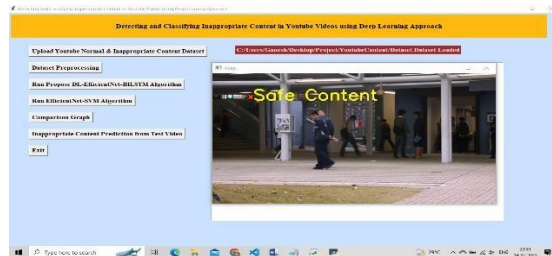 Detecting and Classifying Inappropriate Content in Youtube Videos using Deep Learning Approach
Upload Youtube Normal & Inappropriate Content Dataset
C:/Users/Ganesh/Desktop/Project/YoutubeContent/Dataset Dataset Loaded
Dataset Preprocessing
Run Propose DL-EfficientNet-BILSTM Algorithm
Run EfficientNet-SVM Algorithm
Comparison Graph
Inappropriate Content Prediction from Test Video
Exit
Safe Content
Type here to search